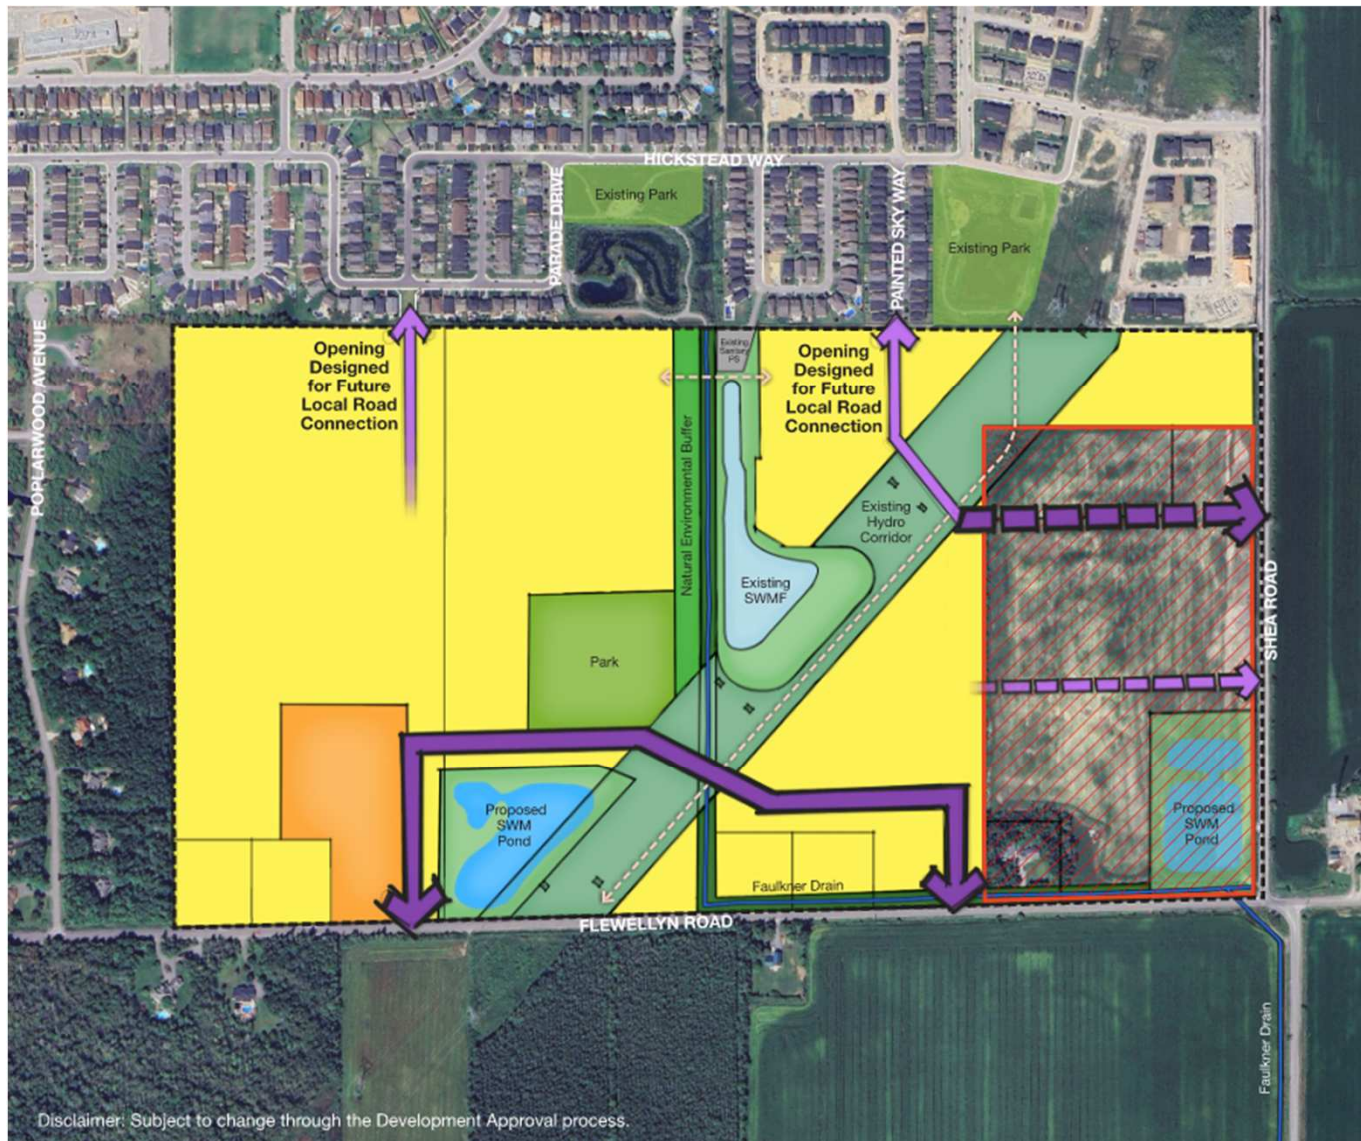 HICKSTEAD WAY
Existing Park
PARADE DRIVE
PAINTED SKY WAY
Existing Park
POPLARWOOD AVENUE
Opening
Designed
for Future
Local Road
Connection
Existing
Sanitary
PS
Opening
Designed
for Future
Local Road
Connection
Natural Environmental Buffer
Existing
Hydro
Corridor
Existing
SWMF
SHEA ROAD
Park
Proposed
SWM
Pond
Proposed
SWM
Pond
Faulkner Drain
FLEWELLYN ROAD
Faulkner Drain
Disclaimer: Subject to change through the Development Approval process.